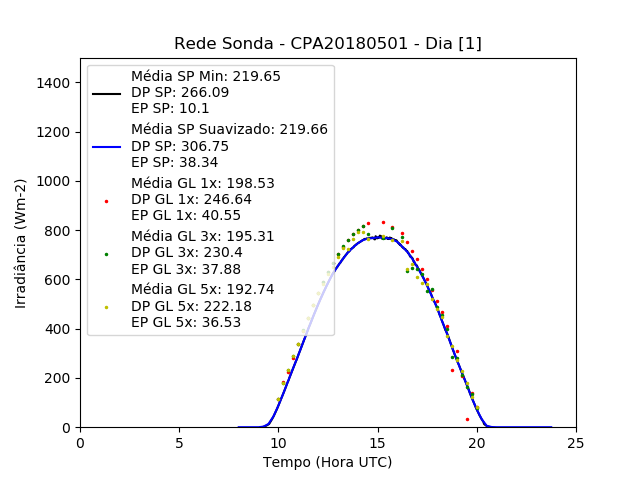 Rede Sonda - CPA20180501 - Dia [1]
Média SP Min: 219.65
DP SP: 266.09
EP SP: 10.1
Média SP Suavizado: 219.66
DP SP: 306.75
EP SP: 38.34
Média GL 1x: 198.53
DP GL 1x: 246.64
EP GL 1x: 40.55
Média GL 3x: 195.31
DP GL 3x: 230.4
EP GL 3x: 37.88
Média GL 5x: 192.74
DP GL 5x: 222.18
EP GL 5x: 36.53
Irradiância (Wm-2)
1400
1200
1000
800
600
400
200
0
0 5 10 15 20 25
Tempo (Hora UTC)